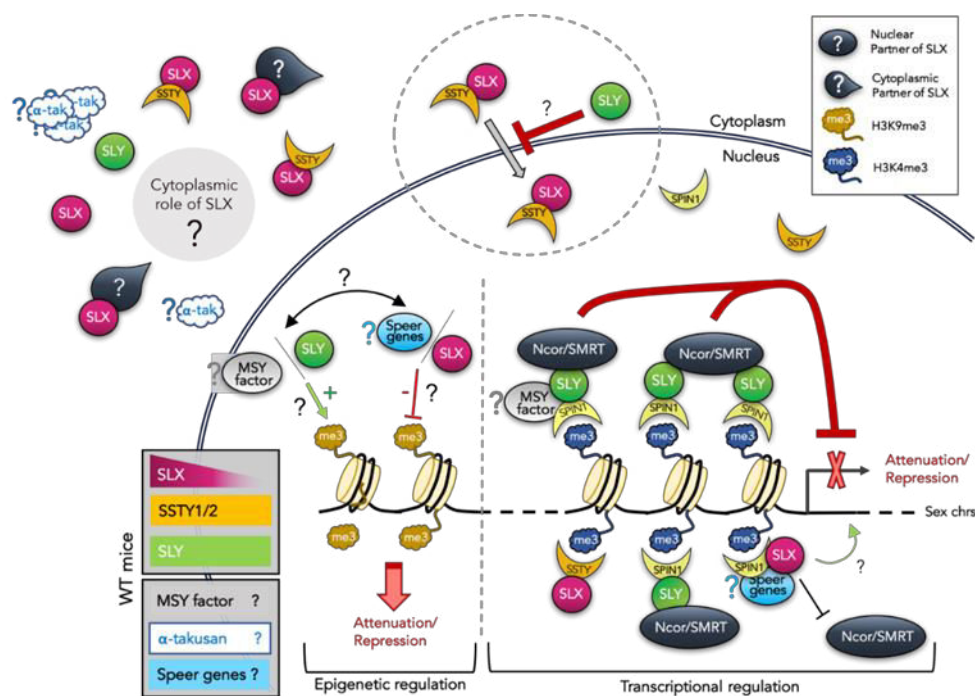 ?
Nuclear
Partner of SLX
?
Cytoplasmic
Partner of SLX
me3
H3K9me3
me3
H3K4me3
SLX
SSTY
?
SLX
?
α-tak
?
?
α-tak
SLY
SSTY
SLX
Cytoplasmic
role of SLX
?
SLX
?
SLX
?
α-tak
SLX
SSTY
?
SLY
Cytoplasm
Nucleus
SLX
SSTY
SPIN1
SSTY
?
?
MSY
factor
SLY
?
Speer
genes
SLX
+
?
-
?
me3
me3
me3
me3
Attenuation/
Repression
Epigenetic regulation
Ncor/SMRT
Ncor/SMRT
SLY
SLY
SLY
?
MSY
factor
SPIN1
SPIN1
SPIN1
me3
me3
me3
Attenuation/
Repression
Sex chrs
me3
me3
me3
SSTY
SLX
SPIN1
SLY
Ncor/SMRT
SPIN1
SLX
?
Speer
genes
?
Ncor/SMRT
Transcriptional regulation
WT mice
SLX
SSTY1/2
SLY
MSY factor ?
α-takusan ?
Speer genes ?